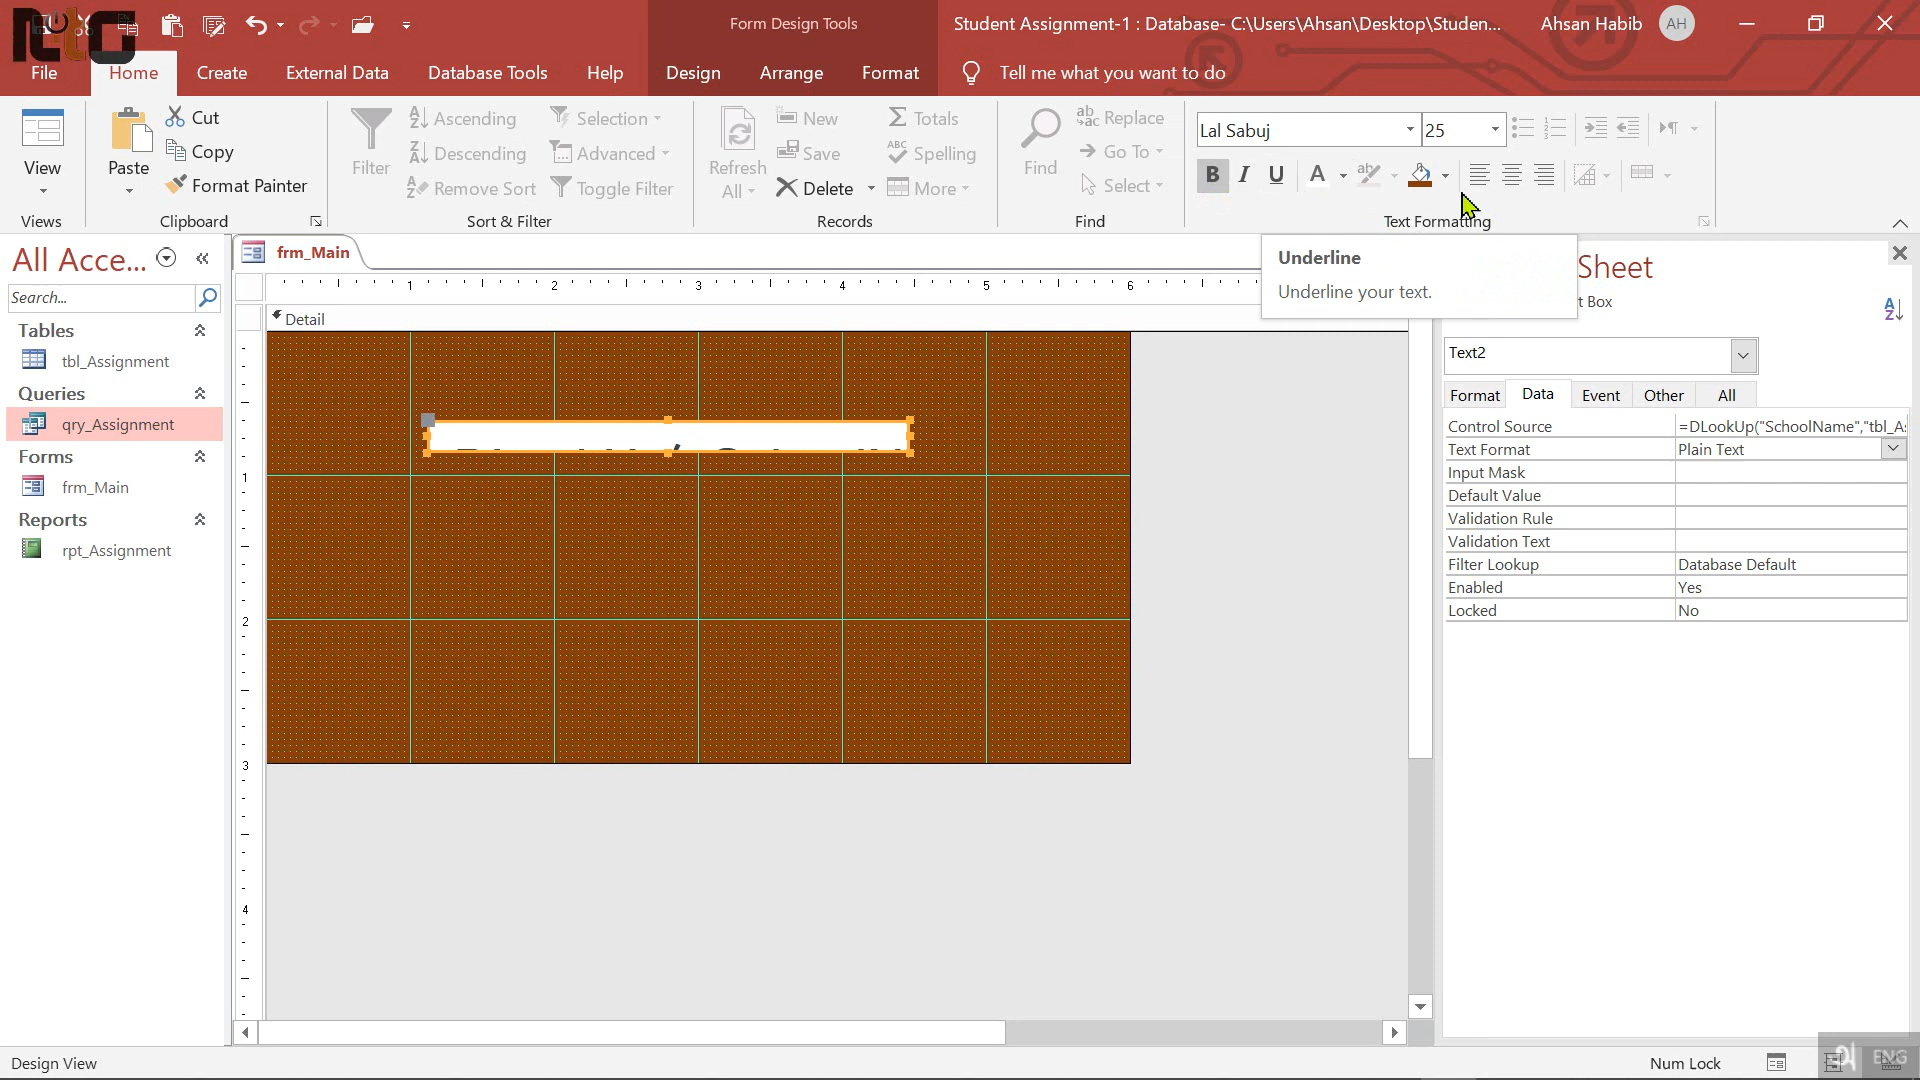 Form Design Tools
Student Assignment-1 : Database- C:\Users\Ahsan\Desktop\Studen...
Ahsan Habib
AH
File
Home
Create
External Data
Database Tools
Help
Design
Arrange
Format
Tell me what you want to do
View
Views
Paste
Cut
Copy
Format Painter
Clipboard
Filter
Ascending
Descending
Remove Sort
Selection
Advanced
Toggle Filter
Sort & Filter
Refresh
All
New
Save
Delete
Totals
Spelling
More
Records
Find
Replace
Go To
Select
Find
Lal Sabuj
25
B I U A
Text Formatting
Underline
Underline your text.
All Acce...
Search...
Tables
tbl_Assignment
Queries
qry_Assignment
Forms
frm_Main
Reports
rpt_Assignment
frm_Main
1 2 3 4 5 6
Detail
1
2
3
4
Sheet
t Box
Text2
Format
Data
Event
Other
All
Control Source =DLookUp("SchoolName","tbl_A
Text Format Plain Text
Input Mask
Default Value
Validation Rule
Validation Text
Filter Lookup Database Default
Enabled Yes
Locked No
Design View
Num Lock
ENG